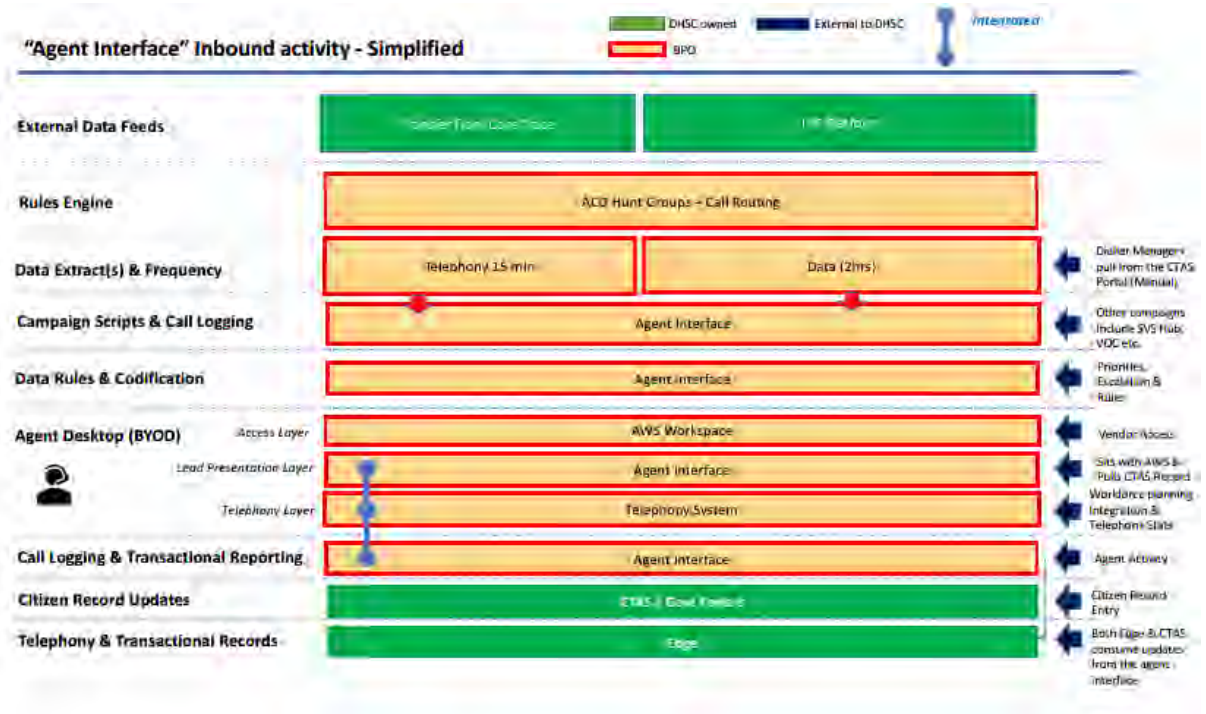 DHSC owned
External to DHSC
Integrated
BPO
"Agent Interface" Inbound activity - Simplified
External Data Feeds
Rules Engine
ACD Hunt Groups – Call Routing
Data Extract(s) & Frequency
Telephony 15 min
Data (2hrs)
Dialler Managers
pull from the CTAS
Portal (Manual)
Campaign Scripts & Call Logging
Agent Interface
Other campaigns
include SVS Hub,
VOC etc.
Data Rules & Codification
Agent Interface
Priorities,
Escalation &
Rules
Agent Desktop (BYOD)
Access Layer
AWS Workspace
Vendor Access
Lead Presentation Layer
Agent Interface
Sits with AWS &
Pulls CTAS Record
Telephony Layer
Telephony System
Workforce planning
Integration &
Telephony Stats
Call Logging & Transactional Reporting
Agent Interface
Agent Activity
Citizen Record Updates
CTAS
Citizen Record
Entry
Telephony & Transactional Records
Edge
Both Edge & CTAS
consume updates
from the agent
interface